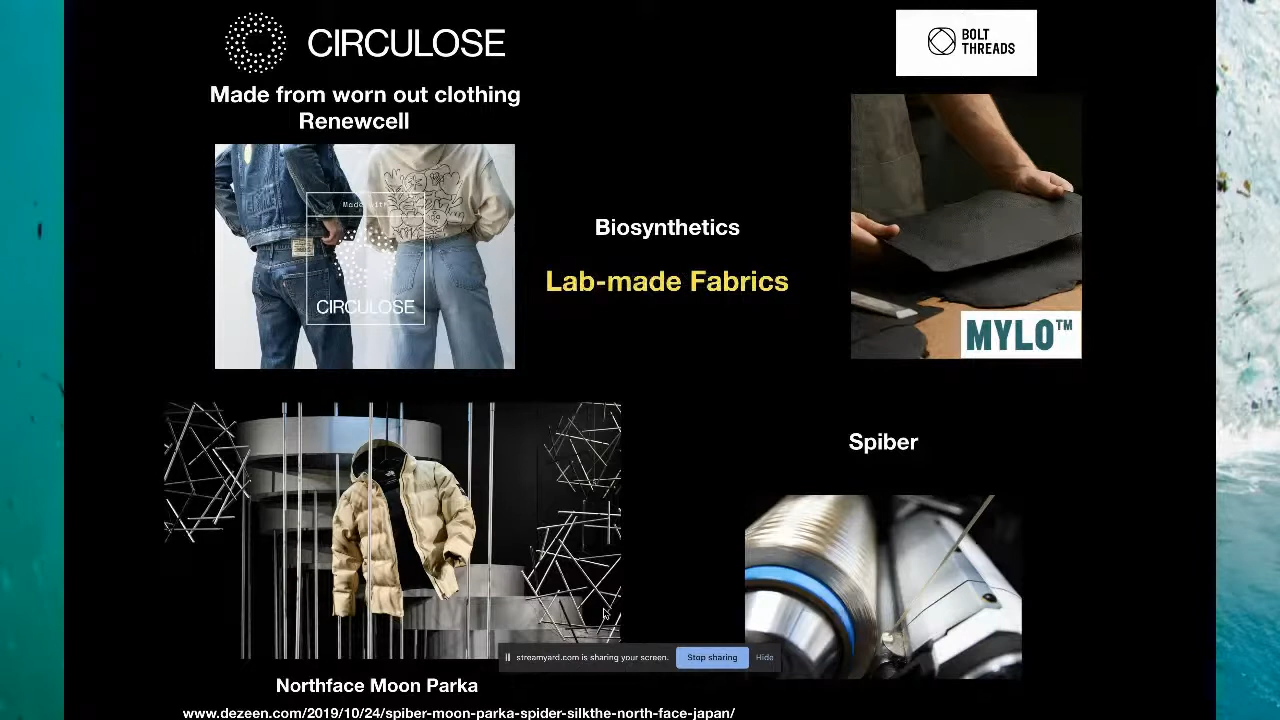 CIRCULOSE
Made from worn out clothing
Renewcell
Made with
CIRCULOSE
BOLT
THREADS
Biosynthetics
Lab-made Fabrics
MYLO™
Spiber
streamyard.com is sharing your screen.
Stop sharing
Hide
Northface Moon Parka
www.dezeen.com/2019/10/24/spiber-moon-parka-spider-silkthe-north-face-japan/